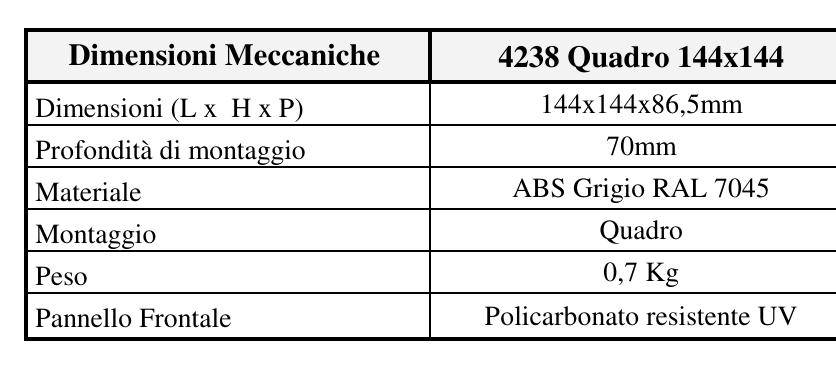 Dimensioni Meccaniche 4238 Quadro 144x144
Dimensioni (L x H x P) 144x144x86,5mm
Profondità di montaggio 70mm
Materiale ABS Grigio RAL 7045
Montaggio Quadro
Peso 0,7 Kg
Pannello Frontale Policarbonato resistente UV